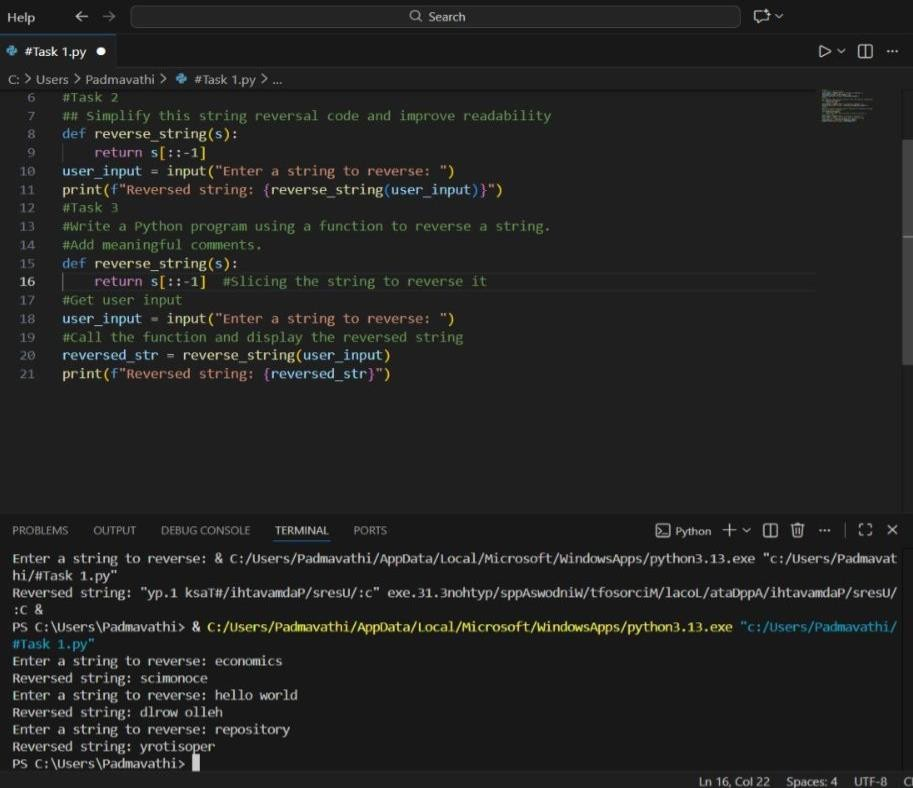 Help
Search
#Task 1.py
C: > Users > Padmavathi > #Task 1.py > ...
6 #Task 2
7 ## Simplify this string reversal code and improve readability
8 def reverse_string(s):
9 return s[::-1]
10 user_input = input("Enter a string to reverse: ")
11 print(f"Reversed string: {reverse_string(user_input)}")
12 #Task 3
13 #Write a Python program using a function to reverse a string.
14 #Add meaningful comments.
15 def reverse_string(s):
16 return s[::-1] #Slicing the string to reverse it
17 #Get user input
18 user_input = input("Enter a string to reverse: ")
19 #Call the function and display the reversed string
20 reversed_str = reverse_string(user_input)
21 print(f"Reversed string: {reversed_str}")
PROBLEMS OUTPUT DEBUG CONSOLE TERMINAL PORTS Python
Enter a string to reverse: & C:/Users/Padmavathi/AppData/Local/Microsoft/WindowsApps/python3.13.exe "c:/Users/Padmavat
hi/#Task 1.py"
Reversed string: "yp.1 ksaT#/ihtavamdaP/sresU/:c" exe.31.3nohtyp/sppAswodniW/tfosorciM/lacoL/ataDppA/ihtavamdaP/sresU/
:C &
PS C:\Users\Padmavathi> & C:/Users/Padmavathi/AppData/Local/Microsoft/WindowsApps/python3.13.exe "c:/Users/Padmavathi/
#Task 1.py"
Enter a string to reverse: economics
Reversed string: scimonoce
Enter a string to reverse: hello world
Reversed string: dlrow olleh
Enter a string to reverse: repository
Reversed string: yrotisoper
PS C:\Users\Padmavathi>
Ln 16, Col 22 Spaces: 4 UTF-8